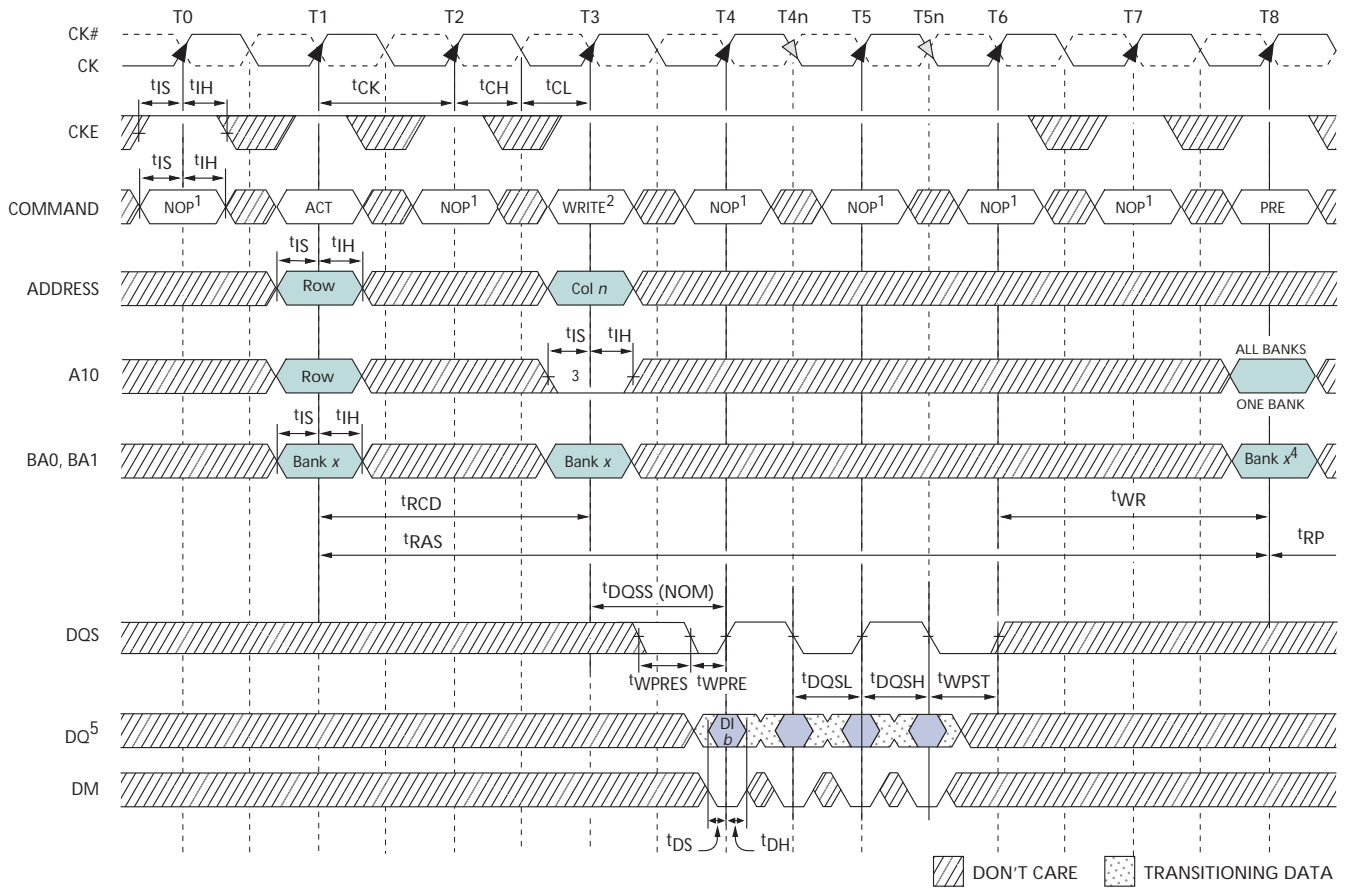 T0 T1 T2 T3 T4 T4n T5 T5n T6 T7 T8
CK#
CK
tIS tIH tCK tCH tCL
CKE
tIS tIH
COMMAND NOP1 ACT NOP1 WRITE2 NOP1 NOP1 NOP1 NOP1 PRE
tIS tIH
ADDRESS Row Col n
tIS tIH
ALL BANKS
A10 Row 3
ONE BANK
tIS tIH
BA0, BA1 Bank x Bank x Bank x4
tRCD tWR
tRAS tRP
tDQSS (NOM)
DQS
tWPRES tWPRE tDQSL tDQSH tWPST
DQ5 DI
b
DM
tDS tDH
DON'T CARE TRANSITIONING DATA